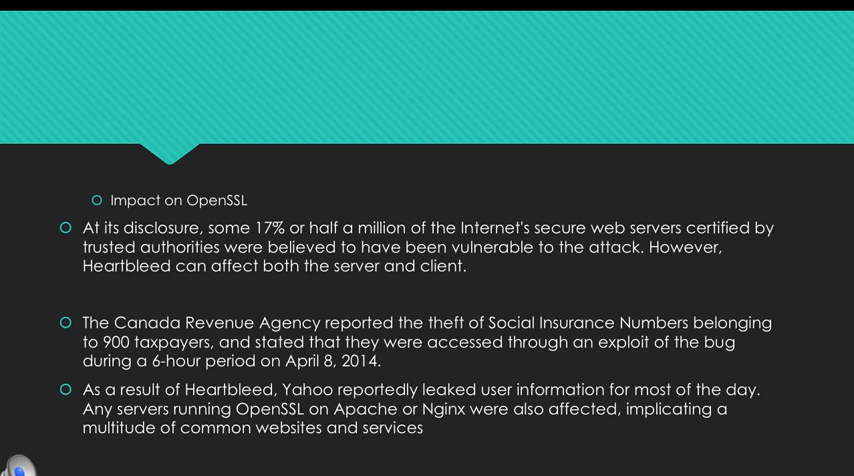 Impact on OpenSSL
At its disclosure, some 17% or half a million of the Internet's secure web servers certified by
trusted authorities were believed to have been vulnerable to the attack. However,
Heartbleed can affect both the server and client.
The Canada Revenue Agency reported the theft of Social Insurance Numbers belonging
to 900 taxpayers, and stated that they were accessed through an exploit of the bug
during a 6-hour period on April 8, 2014.
As a result of Heartbleed, Yahoo reportedly leaked user information for most of the day.
Any servers running OpenSSL on Apache or Nginx were also affected, implicating a
multitude of common websites and services